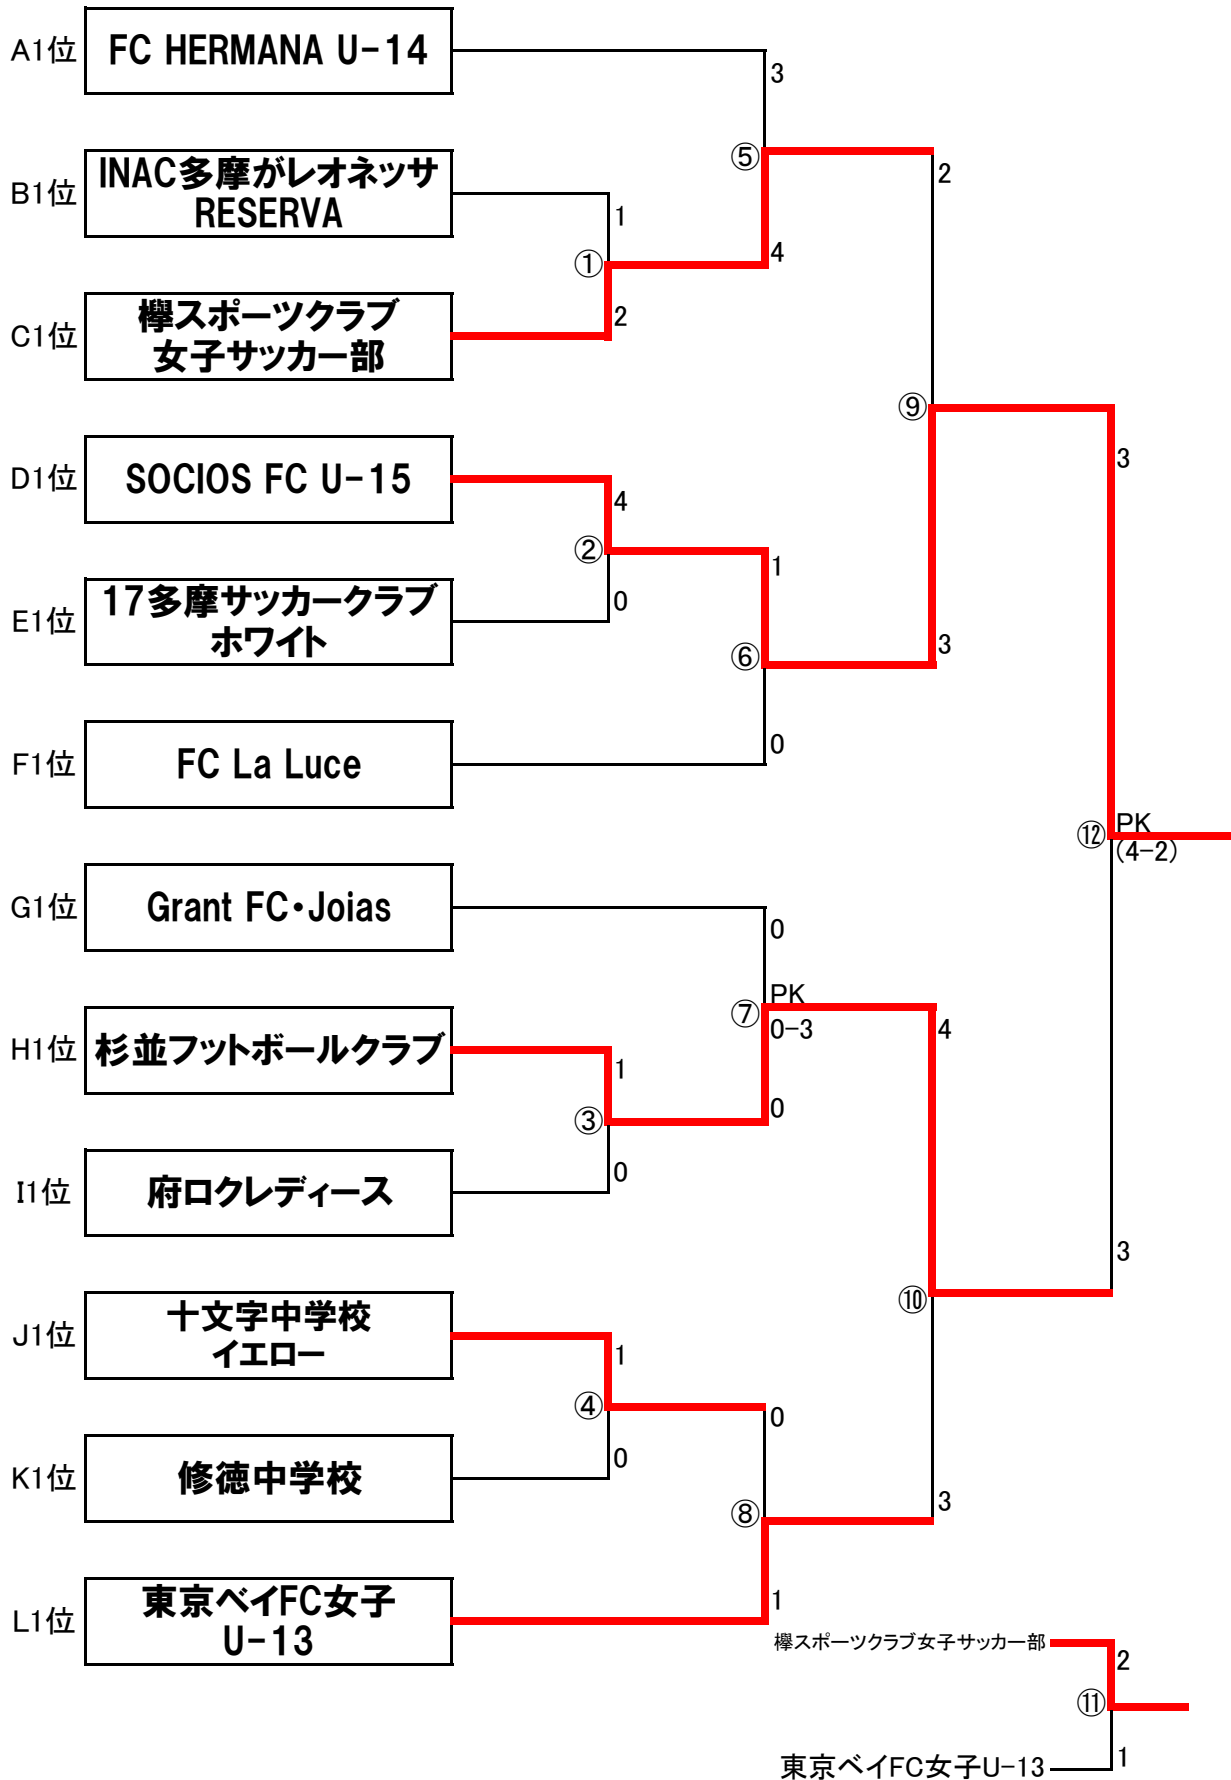 A1位
FC HERMANA U-14
3
⑤
2
B1位
INAC多摩がレオネッサ
RESERVA
1
①
4
C1位
欅スポーツクラブ
女子サッカー部
2
⑨
3
D1位
SOCIOS FC U-15
4
②
1
E1位
17多摩サッカークラブ
ホワイト
0
⑥
3
F1位
FC La Luce
0
⑫
PK
(4-2)
G1位
Grant FC・Joias
0
⑦
PK
0-3
4
H1位
杉並フットボールクラブ
1
③
0
I1位
府ロクレディース
0
3
⑩
J1位
十文字中学校
イエロー
1
④
0
K1位
修徳中学校
0
⑧
3
L1位
東京ベイFC女子
U-13
1
欅スポーツクラブ女子サッカー部
2
⑪
東京ベイFC女子U-13
1